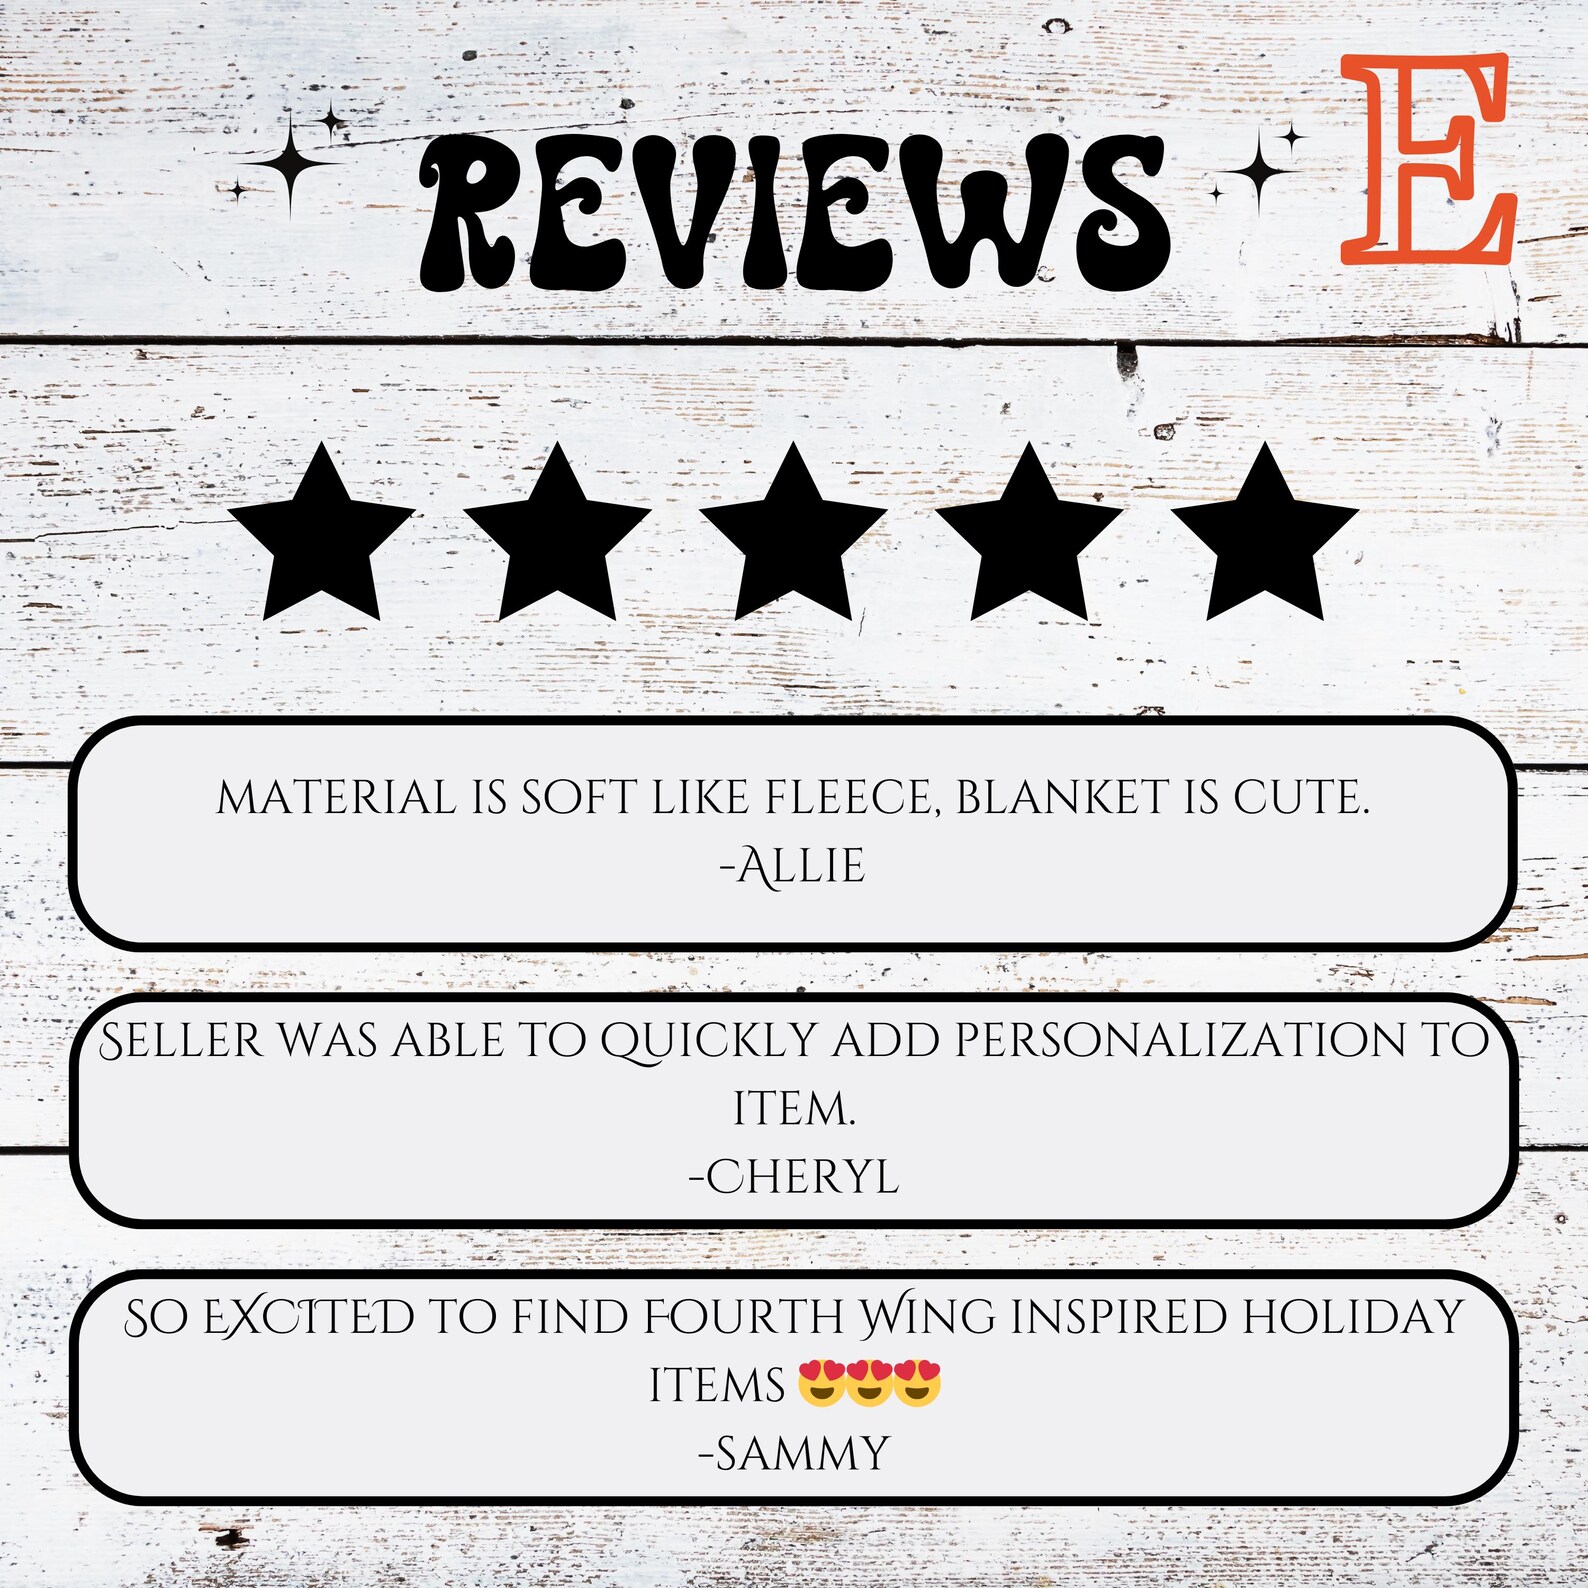 REVIEWS
E
MATERIAL IS SOFT LIKE FLEECE, BLANKET IS CUTE.
-ALLIE
SELLER WAS ABLE TO QUICKLY ADD PERSONALIZATION TO
ITEM.
-CHERYL
SO EXCITED TO FIND FOURTH WING INSPIRED HOLIDAY
ITEMS 😍😍😍
-SAMMY